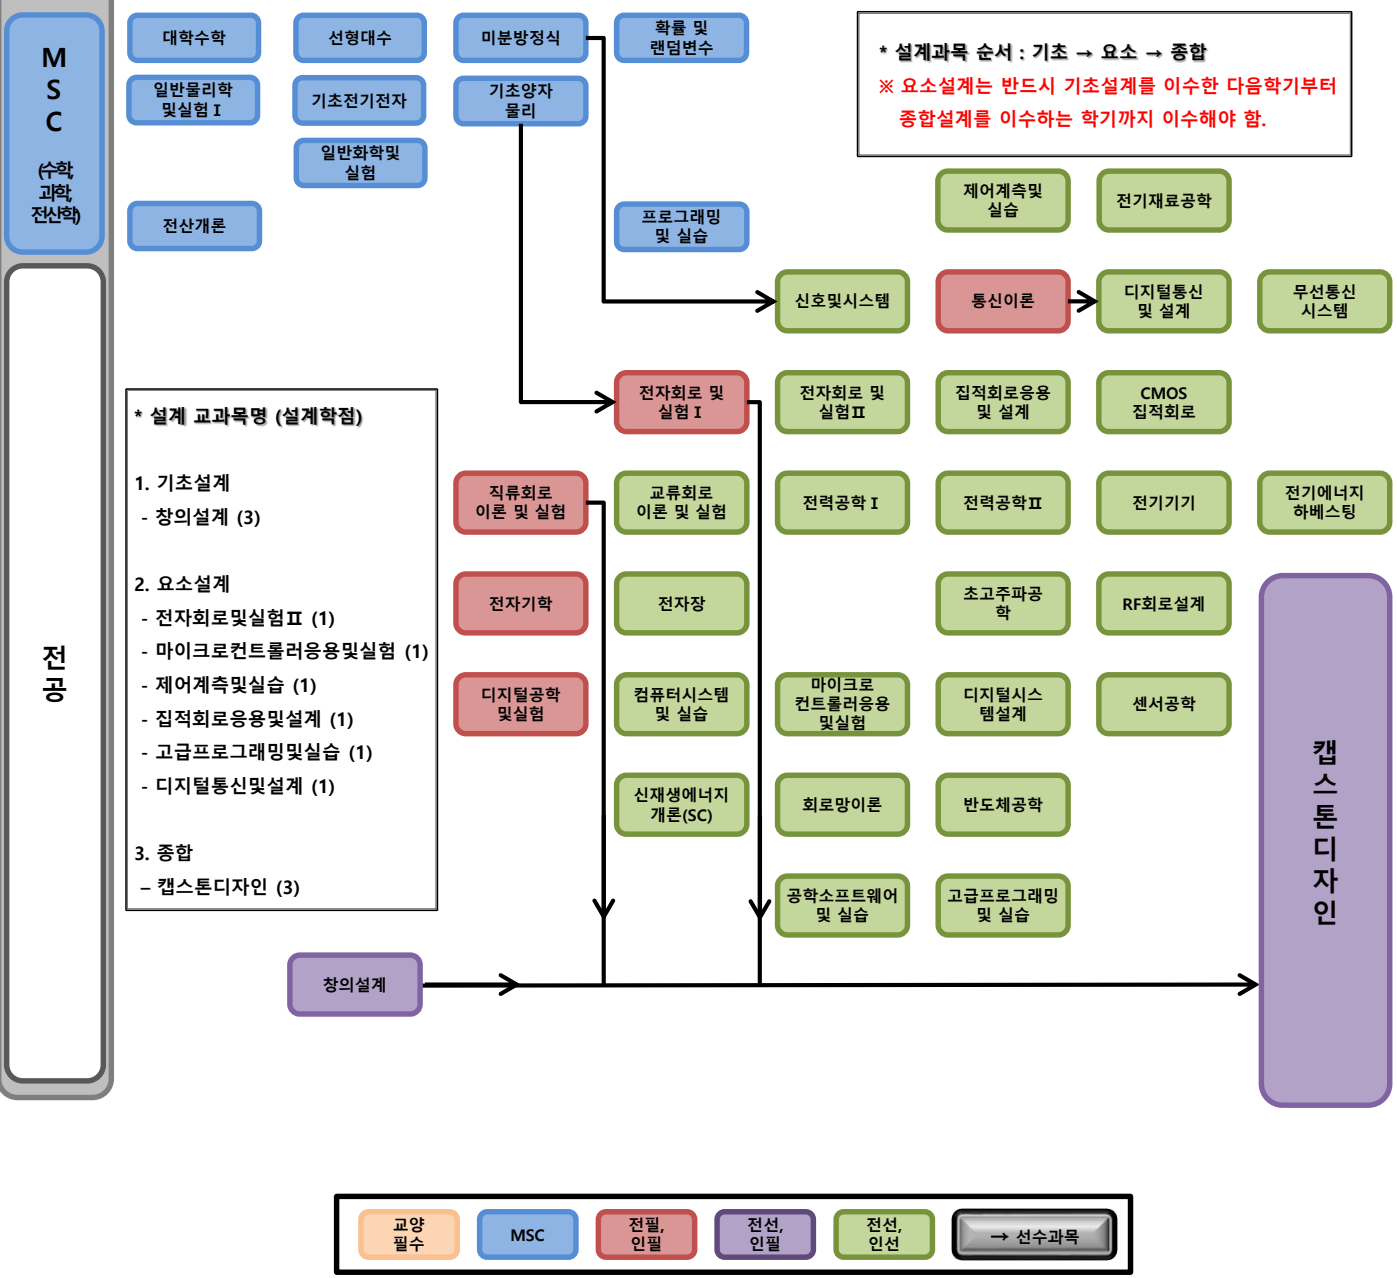 M
S
C
(수학,
과학,
전산학)
대학수학
선형대수
미분방정식
확률 및
랜덤변수
일반물리학
및실험 I
기초전기전자
기초양자
물리
일반화학및
실험
전산개론
프로그래밍
및 실습
* 설계과목 순서 : 기초 → 요소 → 종합
※ 요소설계는 반드시 기초설계를 이수한 다음학기부터
종합설계를 이수하는 학기까지 이수해야 함.
제어계측및
실습
전기재료공학
신호및시스템
통신이론
디지털통신
및 설계
무선통신
시스템
전자회로 및
실험 I
전자회로 및
실험Ⅱ
집적회로응용
및 설계
CMOS
집적회로
직류회로
이론 및 실험
교류회로
이론 및 실험
전력공학 I
전력공학Ⅱ
전기기기
전기에너지
하베스팅
전자기학
전자장
초고주파공
학
RF회로설계
디지털공학
및실험
컴퓨터시스템
및 실습
마이크로
컨트롤러응용
및실험
디지털시스
템설계
센서공학
신재생에너지
개론(SC)
회로망이론
반도체공학
공학소프트웨어
및 실습
고급프로그래밍
및 실습
전
공
* 설계 교과목명 (설계학점)
1. 기초설계
- 창의설계 (3)
2. 요소설계
- 전자회로및실험Ⅱ (1)
- 마이크로컨트롤러응용및실험 (1)
- 제어계측및실습 (1)
- 집적회로응용및설계 (1)
- 고급프로그래밍및실습 (1)
- 디지털통신및설계 (1)
3. 종합
– 캡스톤디자인 (3)
창의설계
캡
스
톤
디
자
인
교양
필수
MSC
전필,
인필
전선,
인필
전선,
인선
→ 선수과목